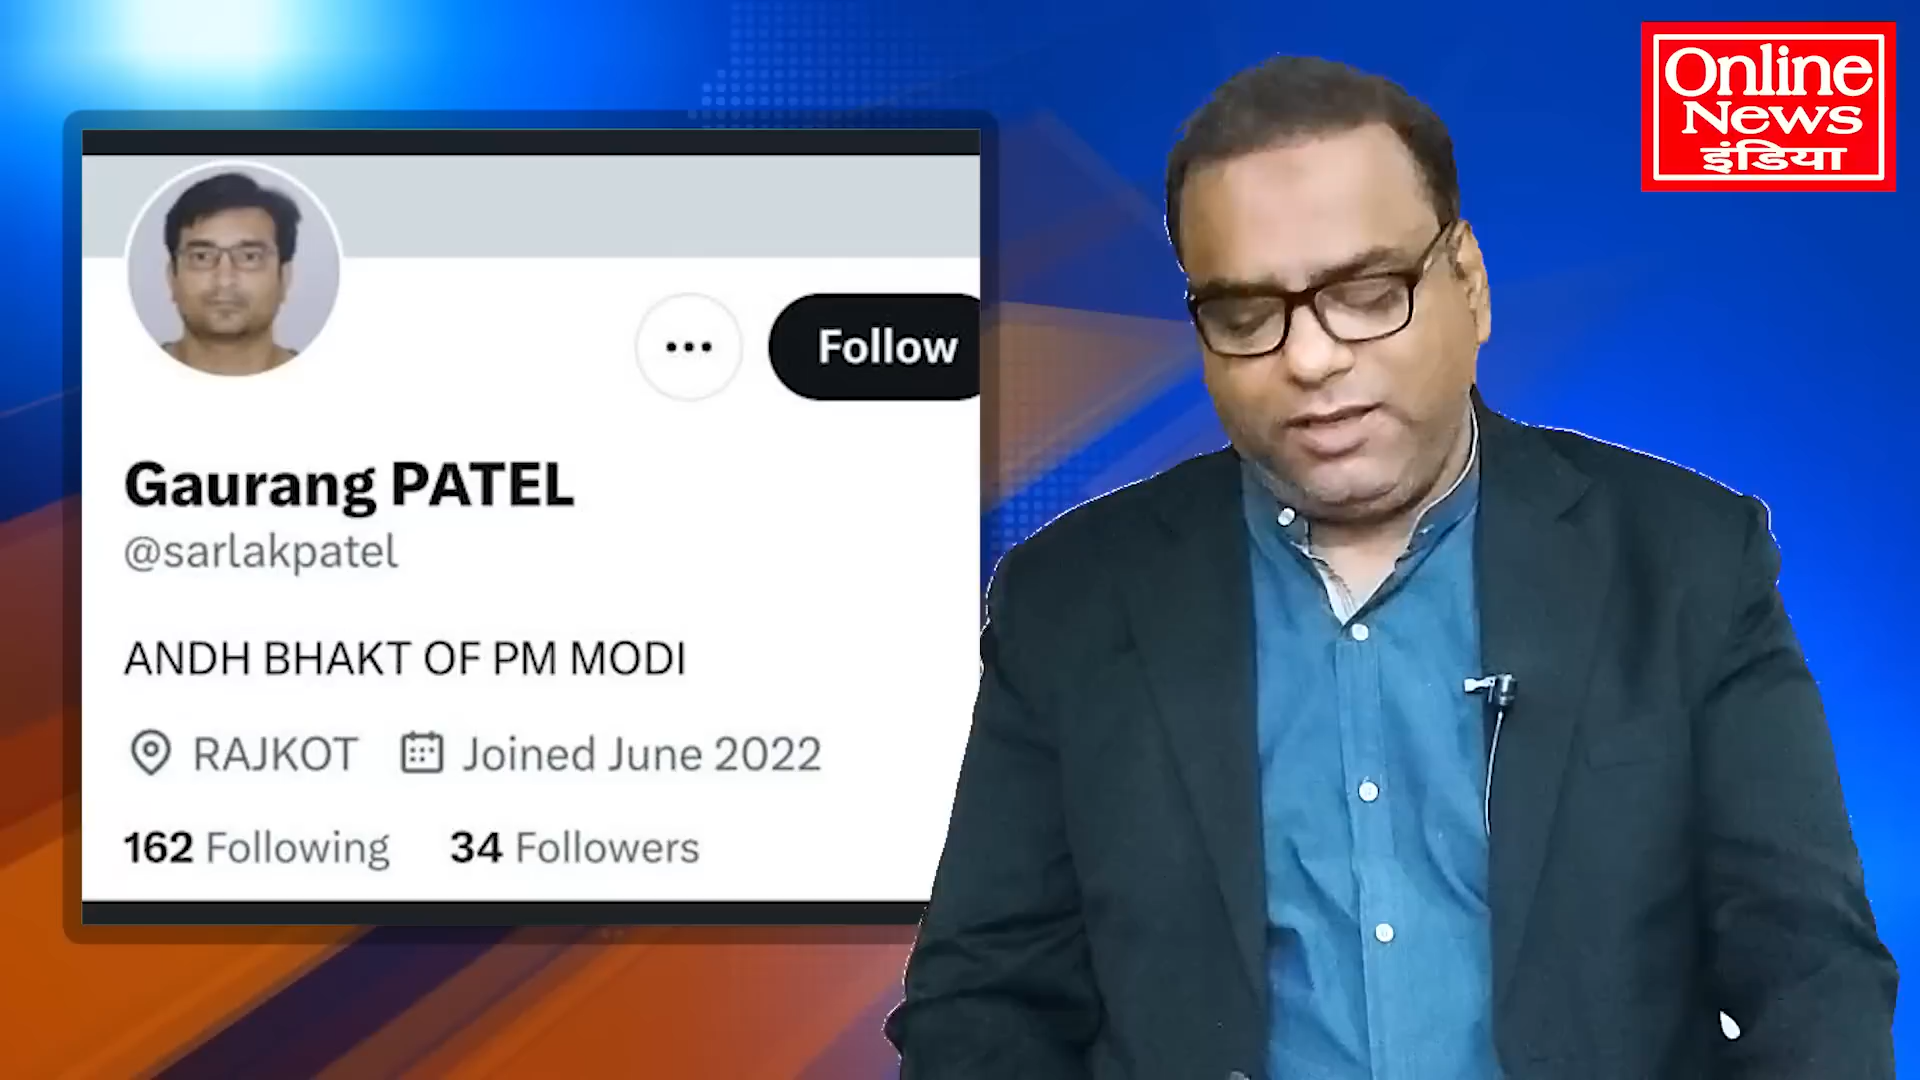 Online
News
इंडिया
Follow
Gaurang PATEL
@sarlakpatel
ANDH BHAKT OF PM MODI
RAJKOT Joined June 2022
162 Following 34 Followers